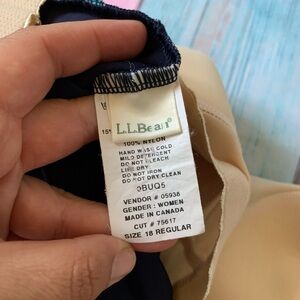 15%
L.L.Bean®
100% NYLON
HAND WASH COLD
MILD DETERGENT
DO NOT BLEACH
LINE DRY
DO NOT IRON
DO NOT DRY CLEAN
0BUQ5
VENDOR # 05938
GENDER: WOMEN
MADE IN CANADA
CUT # 75617
SIZE 18 REGULAR